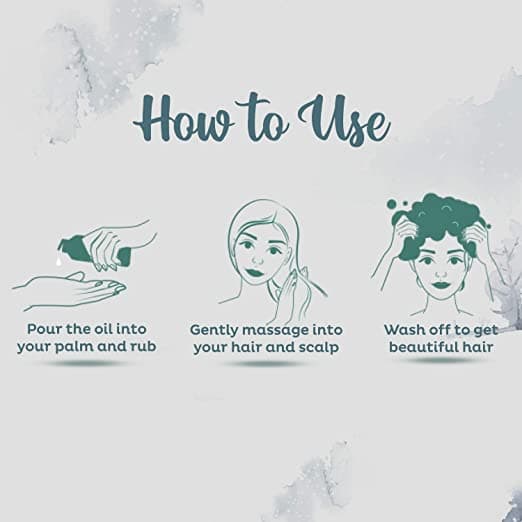 How to Use
Pour the oil into
your palm and rub
Gently massage into
your hair and scalp
Wash off to get
beautiful hair